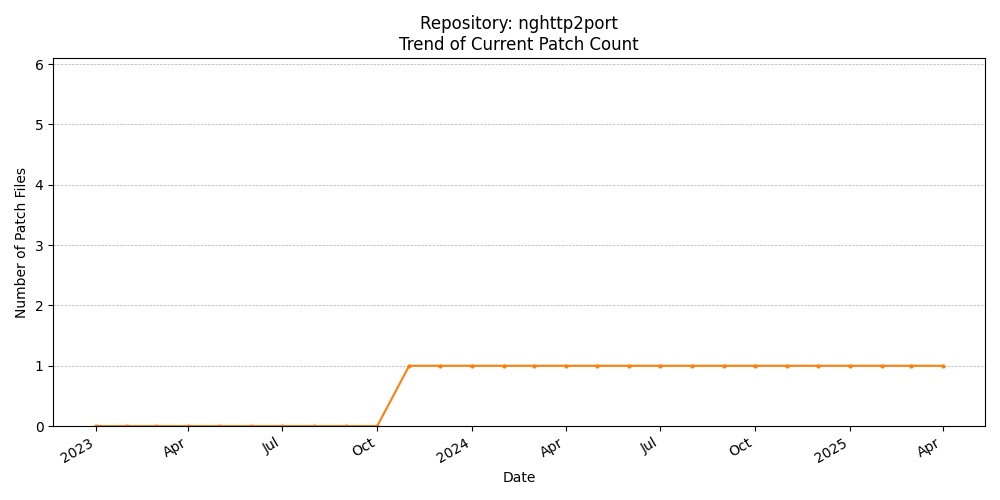 Repository: nghttp2port
Trend of Current Patch Count
Number of Patch Files
6
5
4
3
2
1
0
2023
Apr
Jul
Oct
2024
Apr
Jul
Oct
2025
Apr
Date